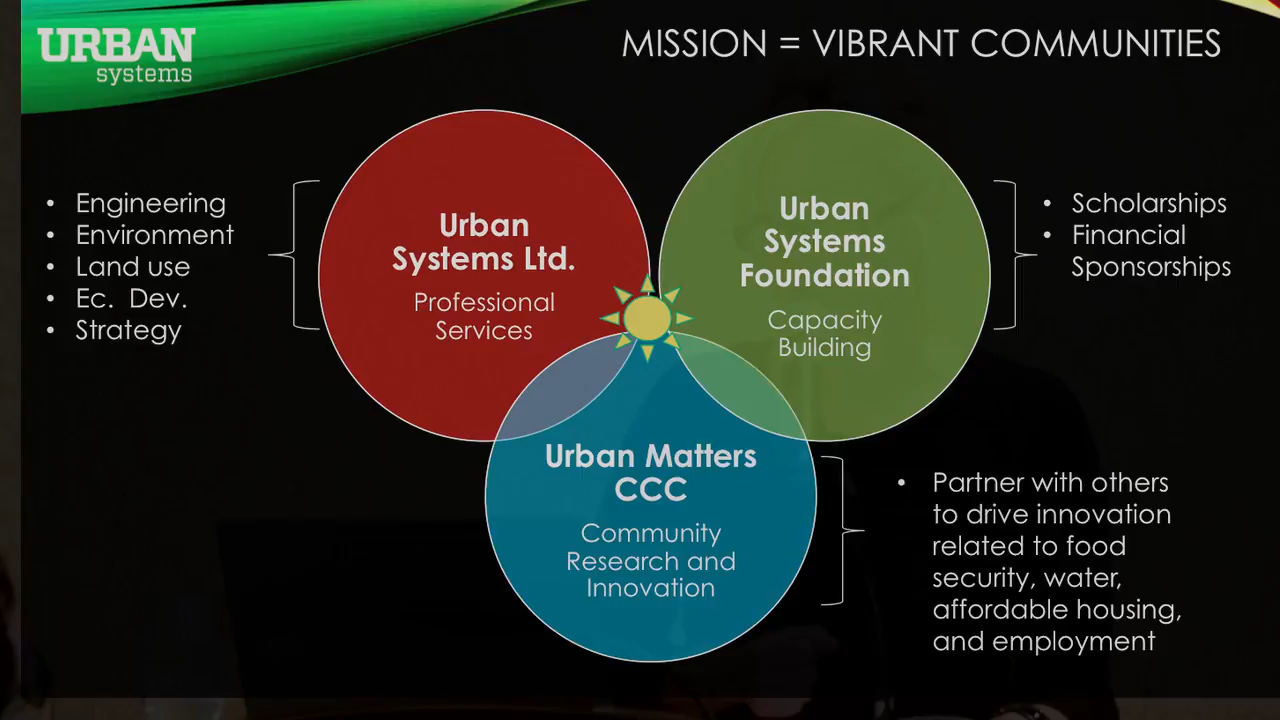 URBAN
systems
MISSION = VIBRANT COMMUNITIES
• Engineering
• Environment
• Land use
• Ec. Dev.
• Strategy
Urban
Systems Ltd.
Professional
Services
Urban
Systems
Foundation
Capacity
Building
• Scholarships
• Financial
Sponsorships
Urban Matters
CCC
Community
Research and
Innovation
• Partner with others
to drive innovation
related to food
security, water,
affordable housing,
and employment